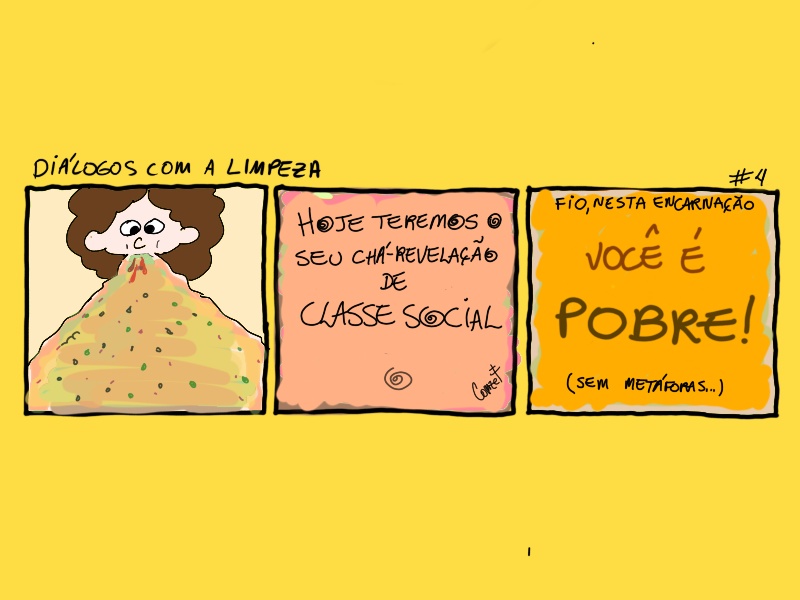 DIÁLOGOS COM A LIMPEZA
#4
HOJE TEREMOS O
SEU CHÁ-REVELAÇÃO
DE
CLASSE SOCIAL
FIO, NESTA ENCARNAÇÃO
VOCÊ É
POBRE!
(SEM METÁFORAS...)